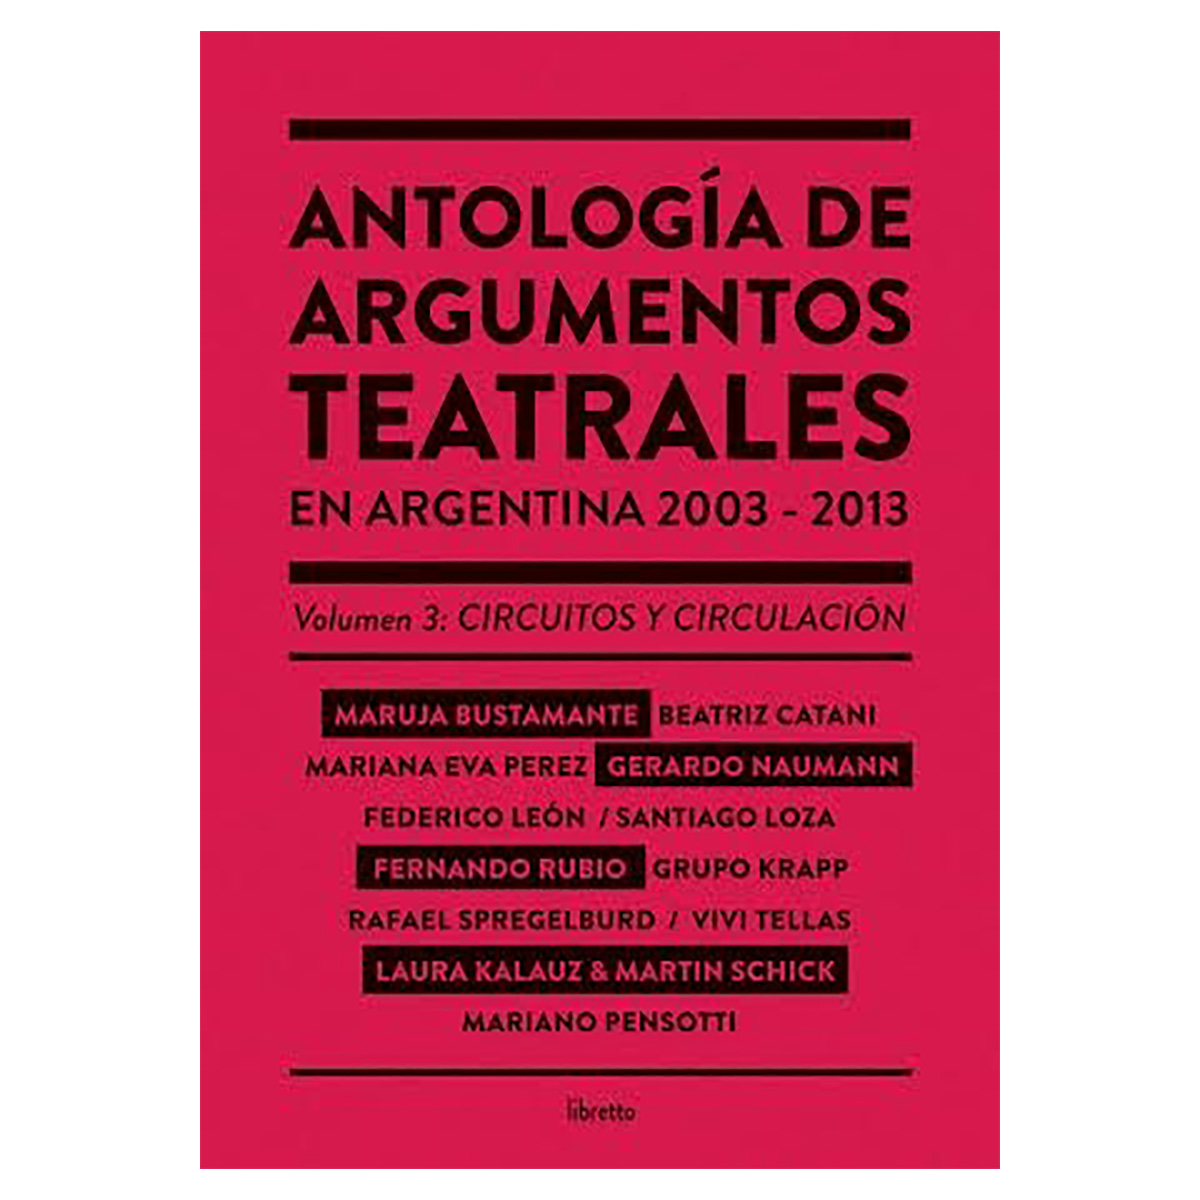 ANTOLOGÍA DE
ARGUMENTOS
TEATRALES
EN ARGENTINA 2003 - 2013
Volumen 3: CIRCUITOS Y CIRCULACIÓN
MARUJA BUSTAMANTE BEATRIZ CATANI
MARIANA EVA PEREZ GERARDO NAUMANN
FEDERICO LEÓN / SANTIAGO LOZA
FERNANDO RUBIO GRUPO KRAPP
RAFAEL SPREGELBURD / VIVI TELLAS
LAURA KALAUZ & MARTIN SCHICK
MARIANO PENSOTTI
libretto